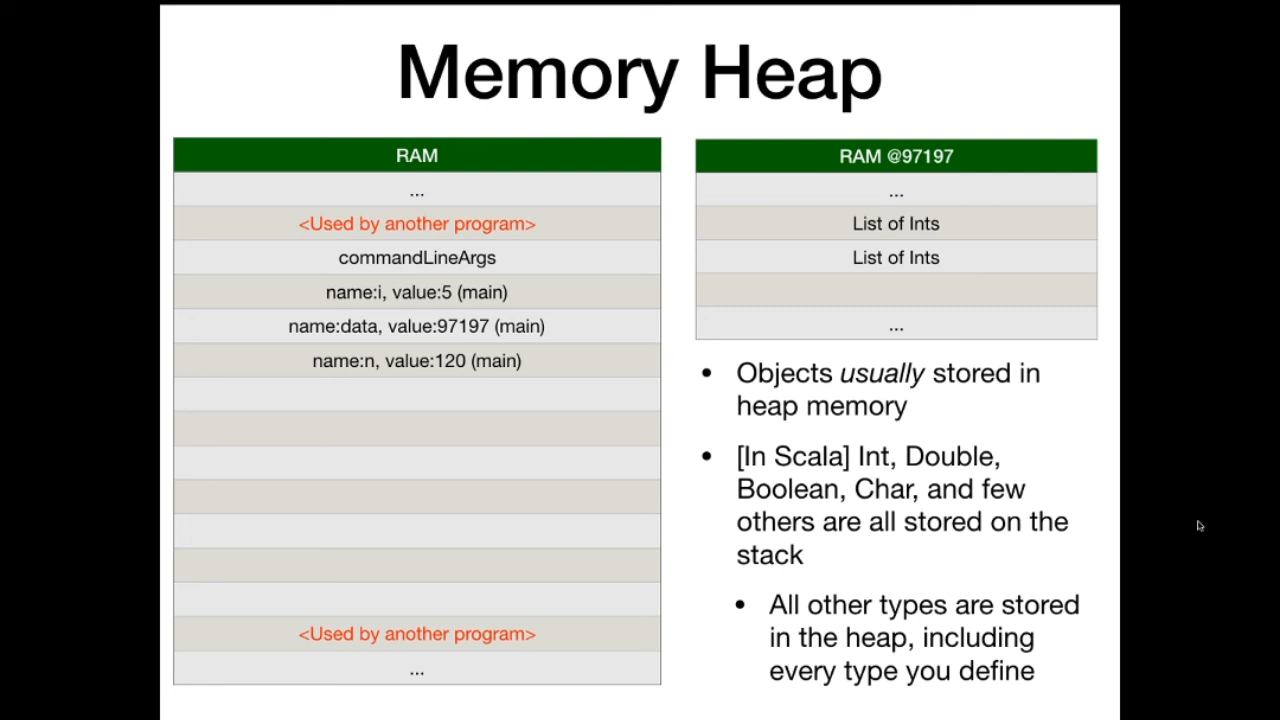 Memory Heap
RAM
...
<Used by another program>
commandLineArgs
name:i, value:5 (main)
name:data, value:97197 (main)
name:n, value:120 (main)
<Used by another program>
...
RAM @97197
...
List of Ints
List of Ints
...
• Objects usually stored in
heap memory
• [In Scala] Int, Double,
Boolean, Char, and few
others are all stored on the
stack
• All other types are stored
in the heap, including
every type you define